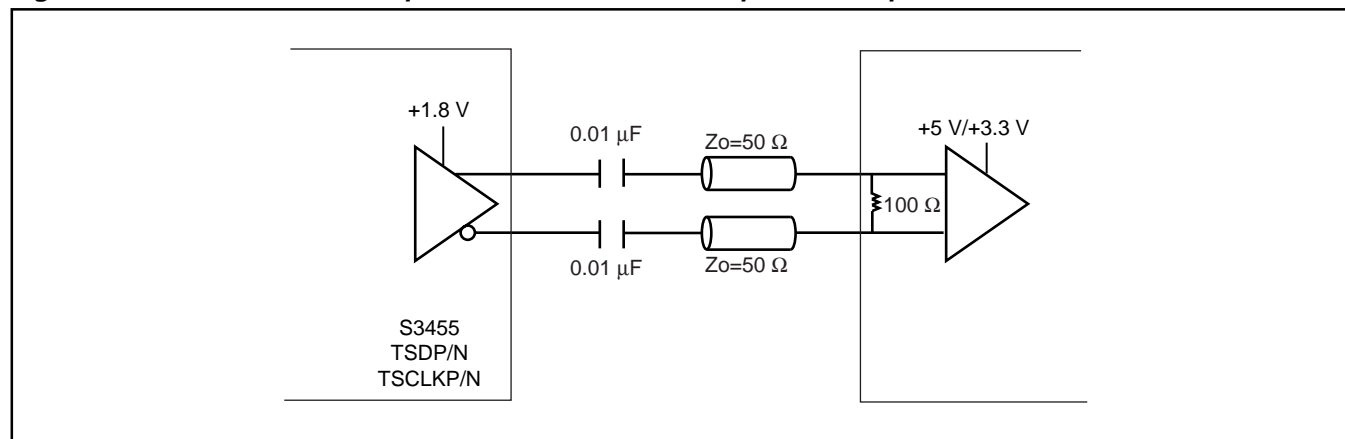 +1.8 V
0.01 μF
Zo=50 Ω
+5 V/+3.3 V
100 Ω
0.01 μF
Zo=50 Ω
S3455
TSDP/N
TSCLKP/N